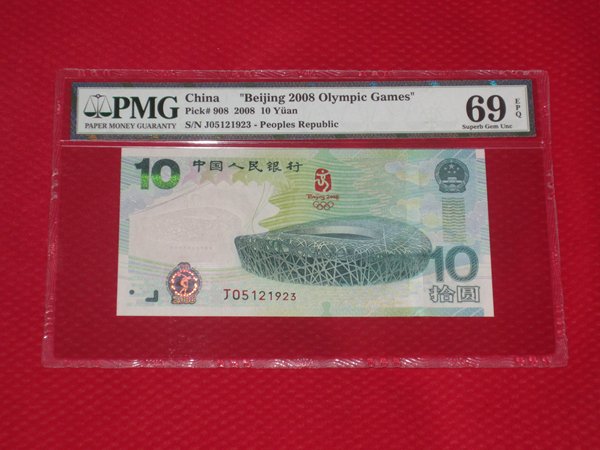 PMG
PAPER MONEY GUARANTY
China "Beijing 2008 Olympic Games"
Pick# 908 2008 10 Yüan
S/N J05121923 - Peoples Republic
69 EPQ
Superb Gem Unc
10
中国人民银行
Beijing 2008
10
拾圆
2008
J05121923